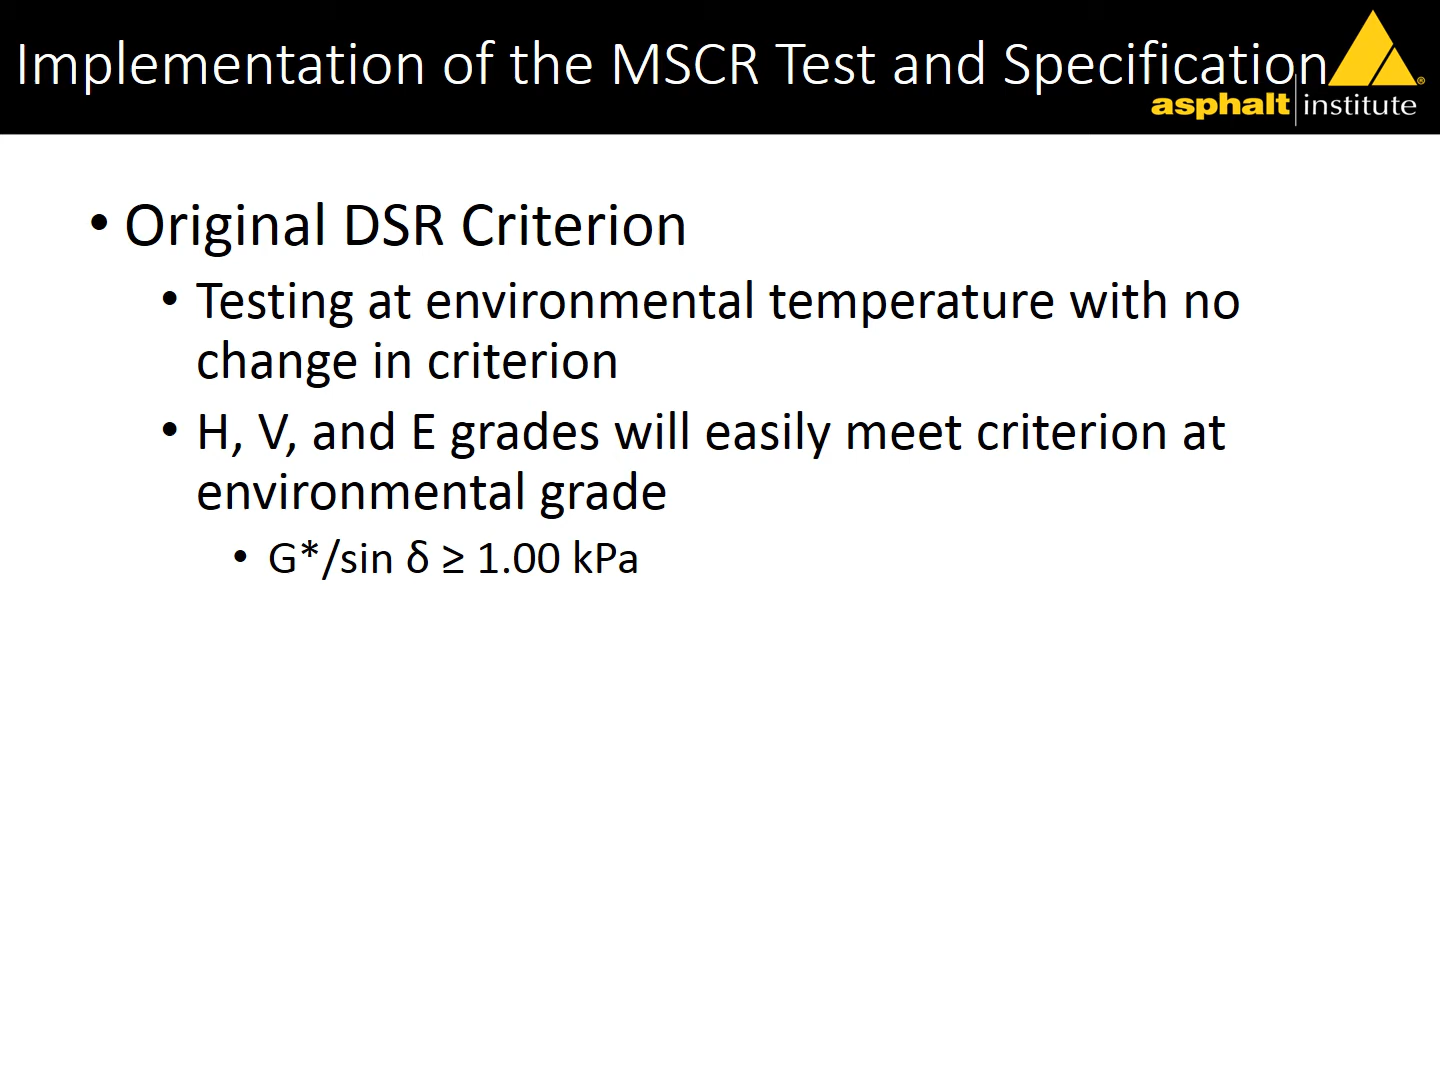 Implementation of the MSCR Test and Specification
asphalt institute
• Original DSR Criterion
• Testing at environmental temperature with no
change in criterion
• H, V, and E grades will easily meet criterion at
environmental grade
• G*/sin δ ≥ 1.00 kPa